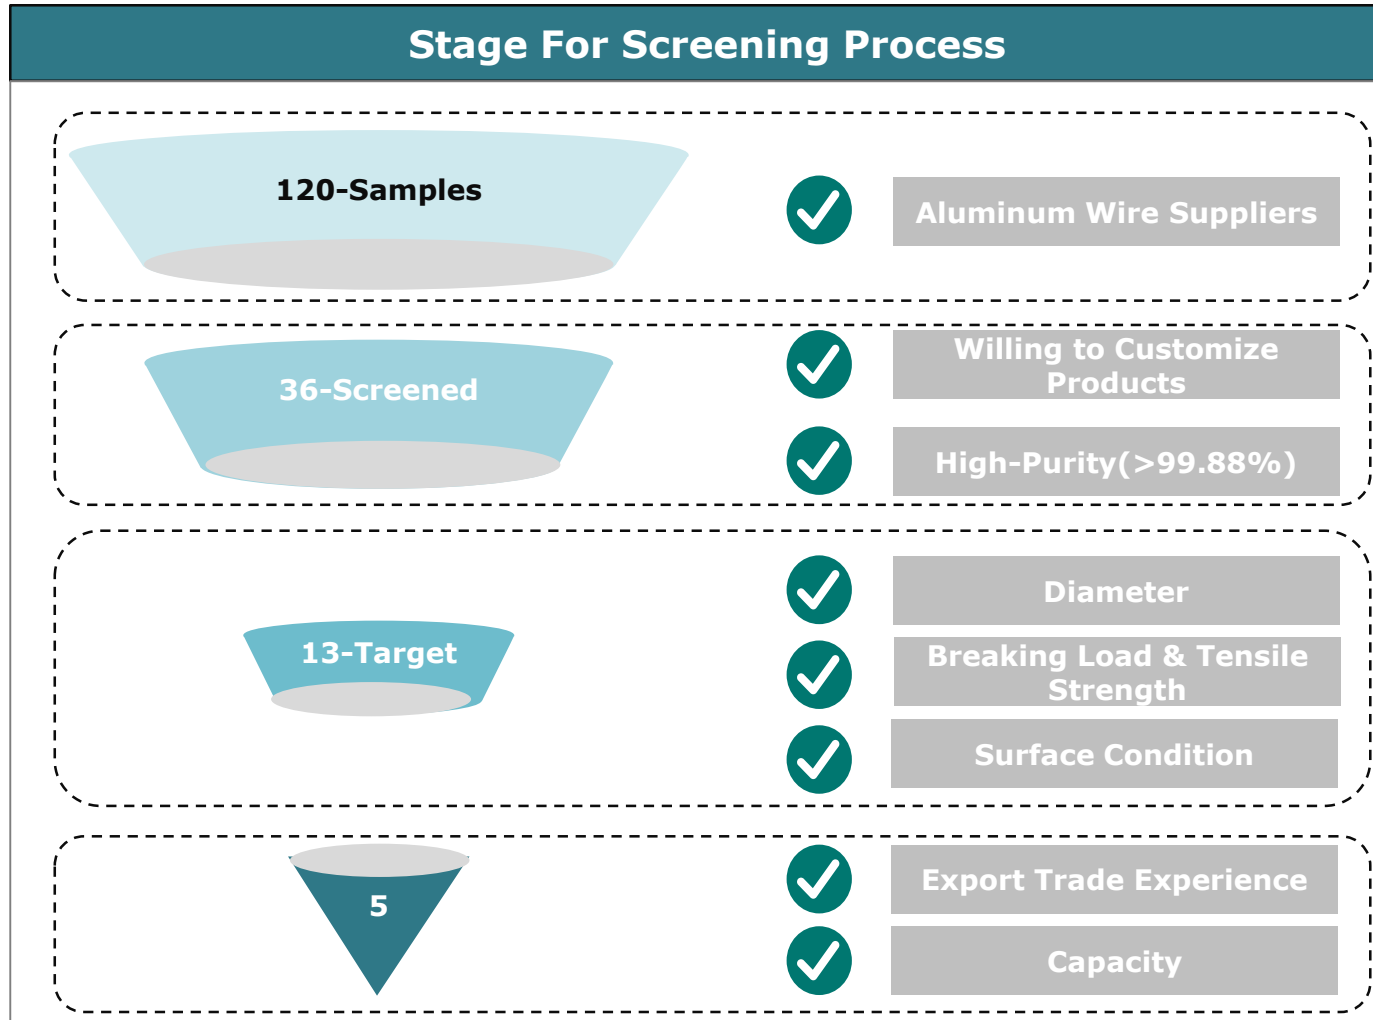 Stage For Screening Process
120-Samples
Aluminum Wire Suppliers
36-Screened
Willing to Customize
Products
High-Purity(>99.88%)
13-Target
Diameter
Breaking Load & Tensile
Strength
Surface Condition
5
Export Trade Experience
Capacity